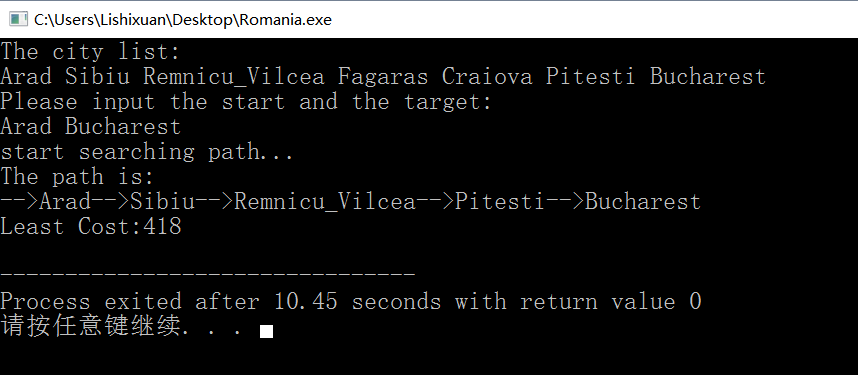 C:\Users\Lishixuan\Desktop\Romania.exe
The city list:
Arad Sibiu Remnicu_Vilcea Fagaras Craiova Pitesti Bucharest
Please input the start and the target:
Arad Bucharest
start searching path...
The path is:
-->Arad-->Sibiu-->Remnicu_Vilcea-->Pitesti-->Bucharest
Least Cost:418
--------------------------------
Process exited after 10.45 seconds with return value 0
请按任意键继续. . .